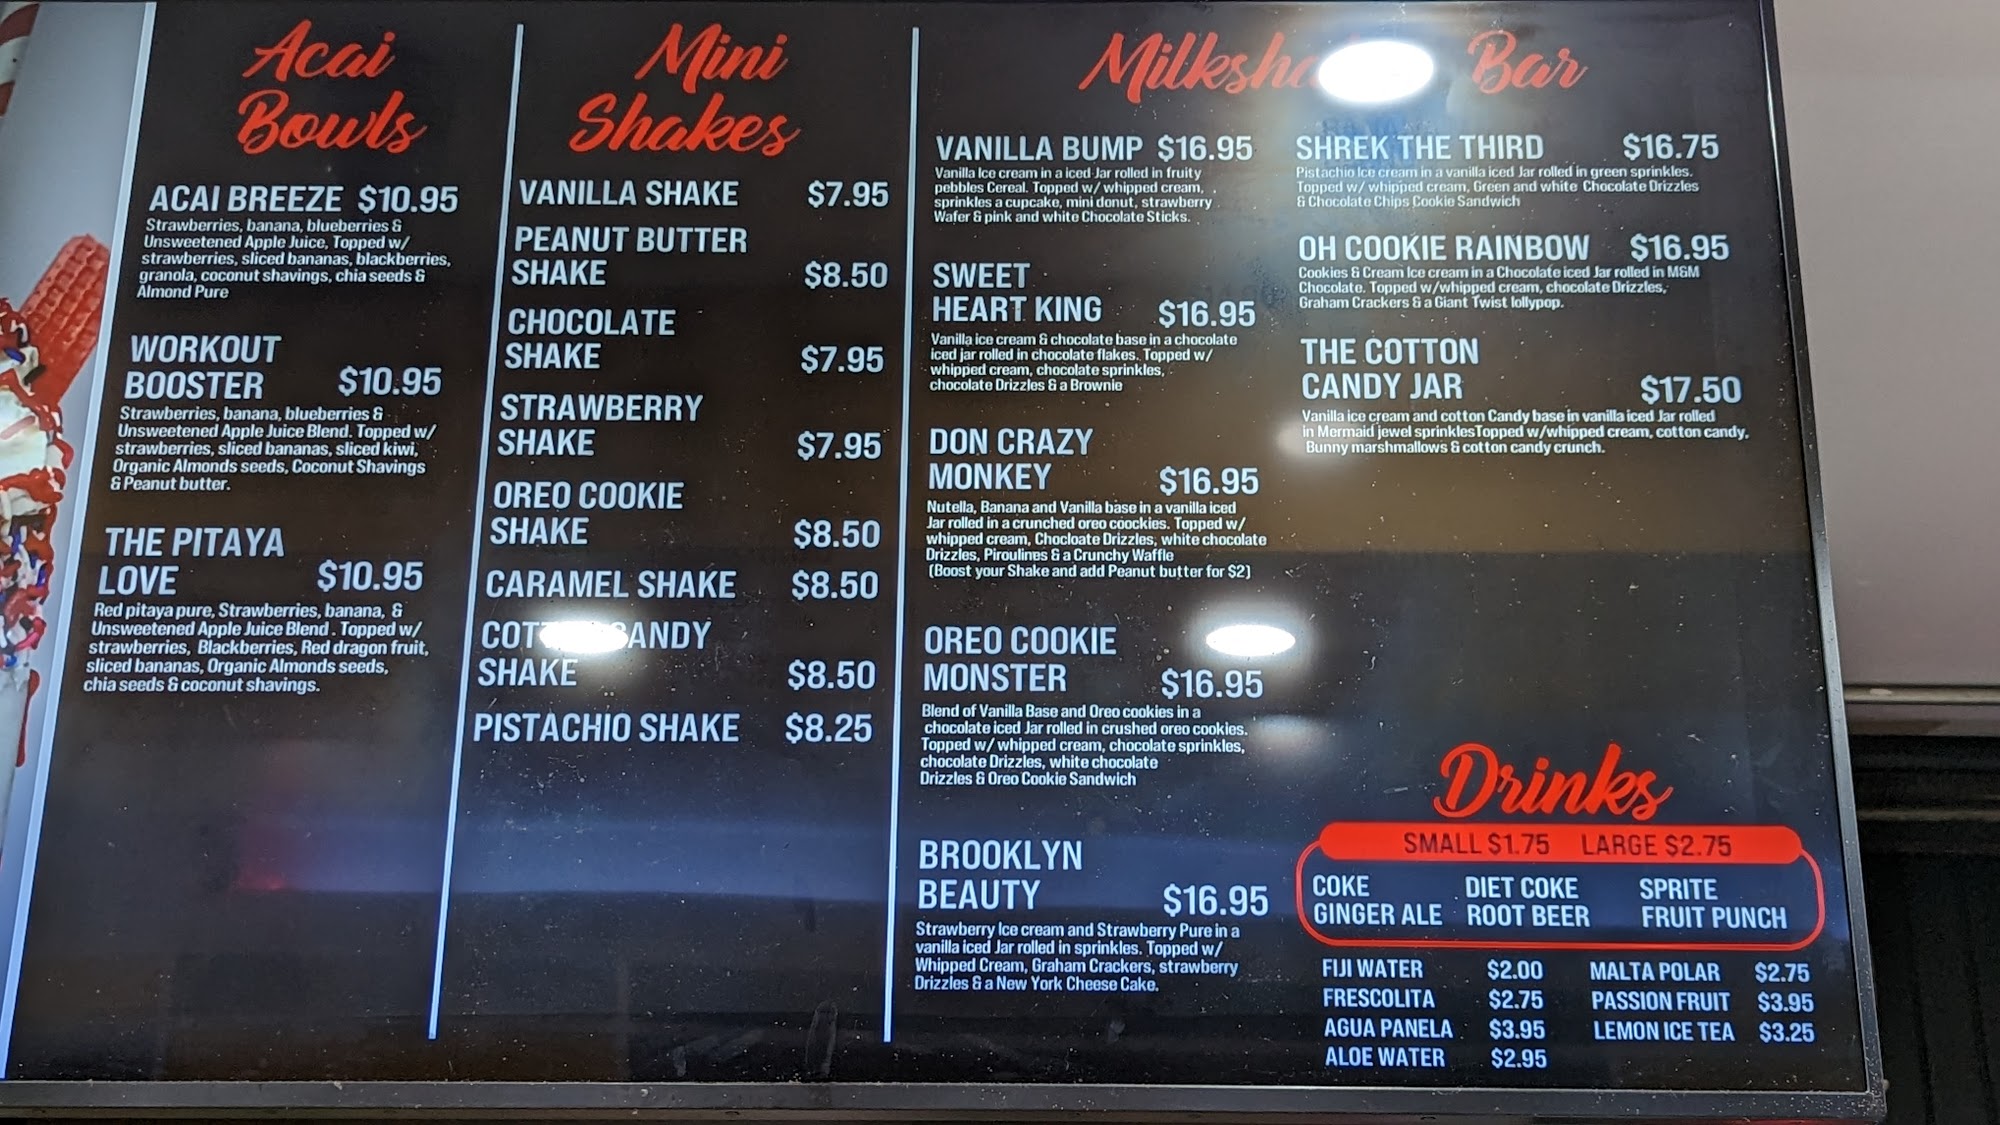 Acai
Bowls
ACAI BREEZE $10.95
Strawberries, banana, blueberries &
Unsweetened Apple Juice, Topped w/
strawberries, sliced bananas, blackberries,
granola, coconut shavings, chia seeds &
Almond Pure
WORKOUT
BOOSTER $10.95
Strawberries, banana, blueberries &
Unsweetened Apple Juice Blend. Topped w/
strawberries, sliced bananas, sliced kiwi,
Organic Almonds seeds, Coconut Shavings
& Peanut butter.
THE PITAYA
LOVE $10.95
Red pitaya pure, Strawberries, banana, &
Unsweetened Apple Juice Blend . Topped w/
strawberries, Blackberries, Red dragon fruit,
sliced bananas, Organic Almonds seeds,
chia seeds & coconut shavings.
Mini
Shakes
VANILLA SHAKE $7.95
PEANUT BUTTER
SHAKE $8.50
CHOCOLATE
SHAKE $7.95
STRAWBERRY
SHAKE $7.95
OREO COOKIE
SHAKE $8.50
CARAMEL SHAKE $8.50
COTTON CANDY
SHAKE $8.50
PISTACHIO SHAKE $8.25
Milkshake Bar
VANILLA BUMP $16.95
Vanilla Ice cream in a iced Jar rolled in fruity
pebbles Cereal. Topped w/ whipped cream,
sprinkles a cupcake, mini donut, strawberry
Wafer & pink and white Chocolate Sticks.
SWEET
HEART KING $16.95
Vanilla ice cream & chocolate base in a chocolate
iced jar rolled in chocolate flakes. Topped w/
whipped cream, chocolate sprinkles,
chocolate Drizzles & a Brownie
DON CRAZY
MONKEY $16.95
Nutella, Banana and Vanilla base in a vanilla iced
Jar rolled in a crunched oreo coockies. Topped w/
whipped cream, Chocloate Drizzles, white chocolate
Drizzles, Piroulines & a Crunchy Waffle
(Boost your Shake and add Peanut butter for $2)
OREO COOKIE
MONSTER $16.95
Blend of Vanilla Base and Oreo cookies in a
chocolate iced Jar rolled in crushed oreo cookies.
Topped w/ whipped cream, chocolate sprinkles,
chocolate Drizzles, white chocolate
Drizzles & Oreo Cookie Sandwich
BROOKLYN
BEAUTY $16.95
Strawberry Ice cream and Strawberry Pure in a
vanilla iced Jar rolled in sprinkles. Topped w/
Whipped Cream, Graham Crackers, strawberry
Drizzles & a New York Cheese Cake.
SHREK THE THIRD $16.75
Pistachio Ice cream in a vanilla iced Jar rolled in green sprinkles.
Topped w/ whipped cream, Green and white Chocolate Drizzles
& Chocolate Chips Cookie Sandwich
OH COOKIE RAINBOW $16.95
Cookies & Cream Ice cream in a Chocolate iced Jar rolled in M&M
Chocolate. Topped w/whipped cream, chocolate Drizzles,
Graham Crackers & a Giant Twist lollypop.
THE COTTON
CANDY JAR $17.50
Vanilla ice cream and cotton Candy base in vanilla iced Jar rolled
in Mermaid jewel sprinklesTopped w/whipped cream, cotton candy,
Bunny marshmallows & cotton candy crunch.
Drinks
SMALL $1.75 LARGE $2.75
COKE DIET COKE SPRITE
GINGER ALE ROOT BEER FRUIT PUNCH
FIJI WATER $2.00 MALTA POLAR $2.75
FRESCOLITA $2.75 PASSION FRUIT $3.95
AGUA PANELA $3.95 LEMON ICE TEA $3.25
ALOE WATER $2.95